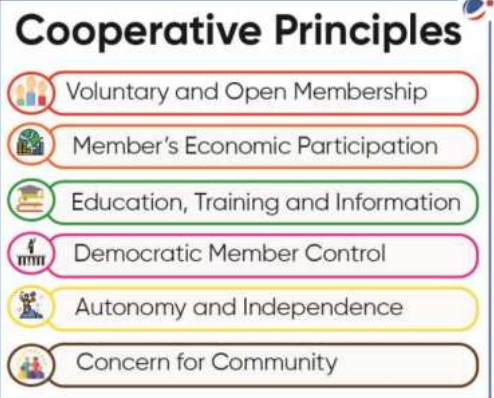 Cooperative Principles
Voluntary and Open Membership
Member's Economic Participation
Education, Training and Information
Democratic Member Control
Autonomy and Independence
Concern for Community